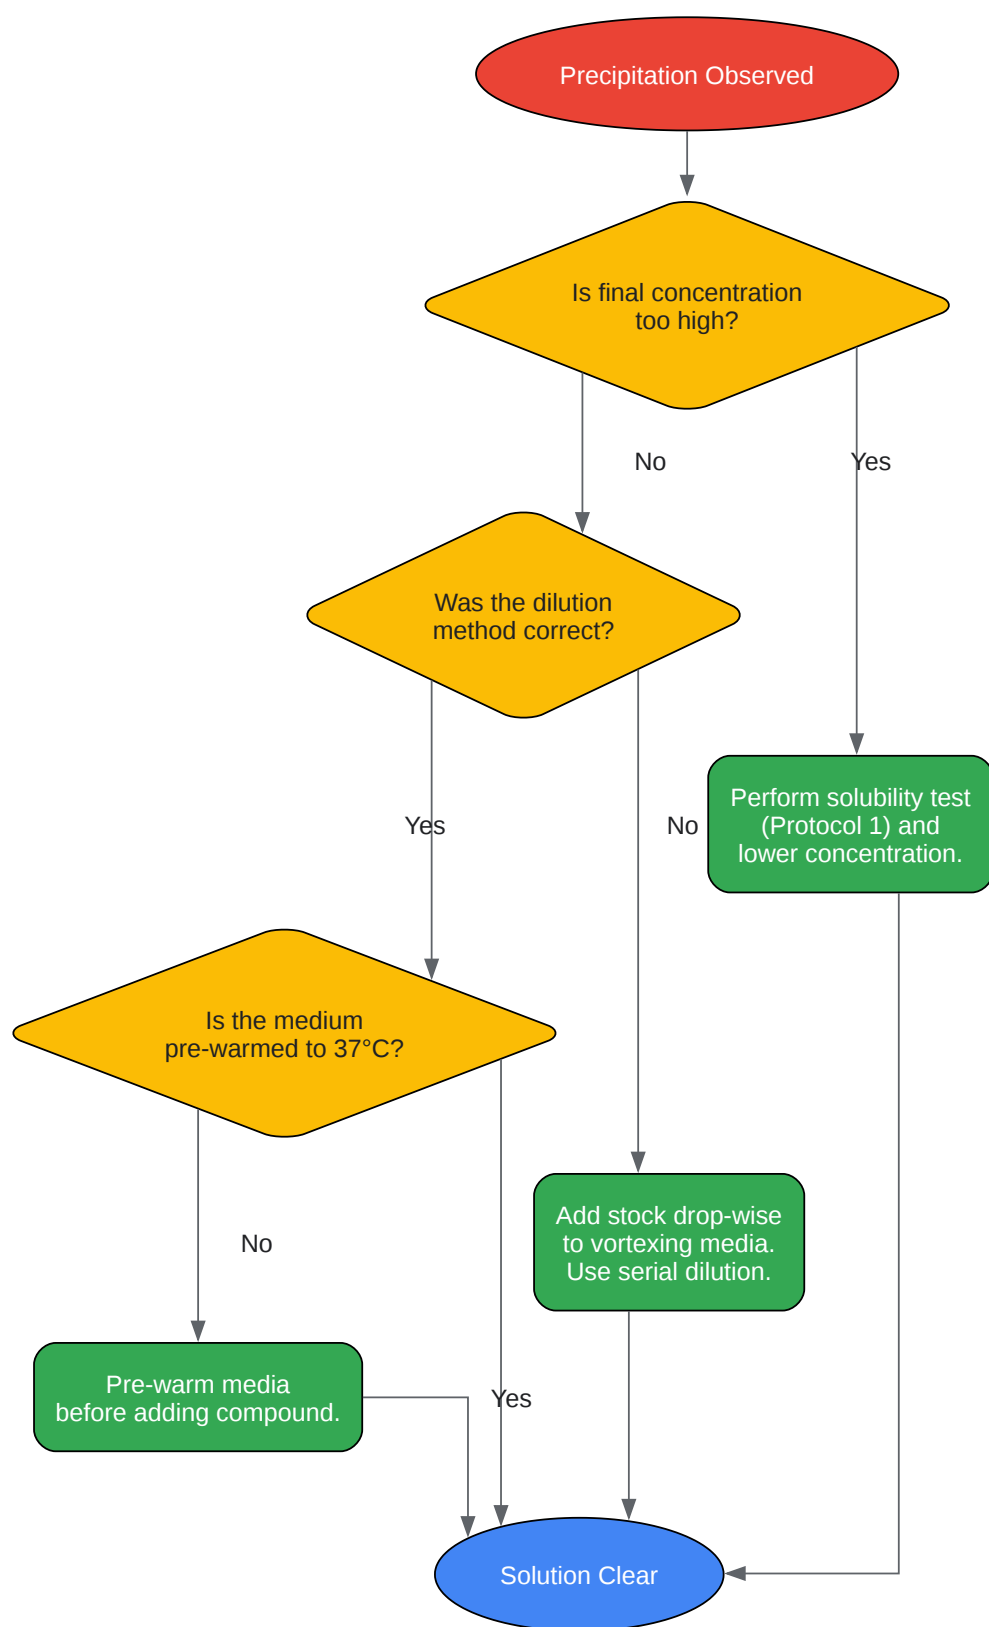 Precipitation Observed
Is final concentration
too high?
No
Yes
Was the dilution
method correct?
Perform solubility test
(Protocol 1) and
lower concentration.
Yes
No
Is the medium
pre-warmed to 37°C?
Add stock drop-wise
to vortexing media.
Use serial dilution.
No
Pre-warm media
before adding compound.
Yes
Solution Clear